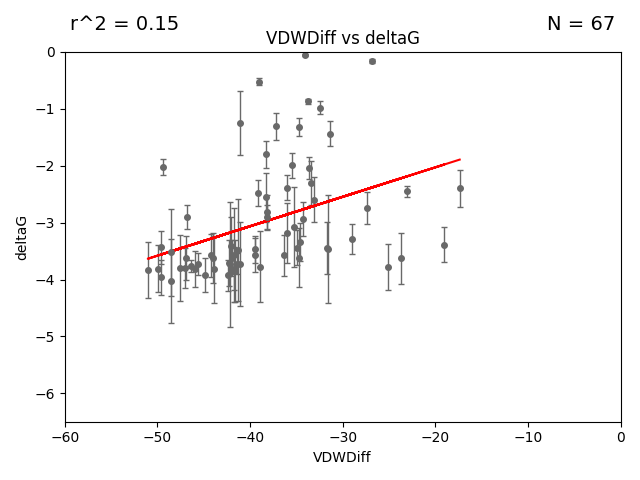 r^2 = 0.15
N = 67
VDWDiff vs deltaG
0
−1
−2
−3
−4
−5
−6
deltaG
−60 −50 −40 −30 −20 −10 0
VDWDiff